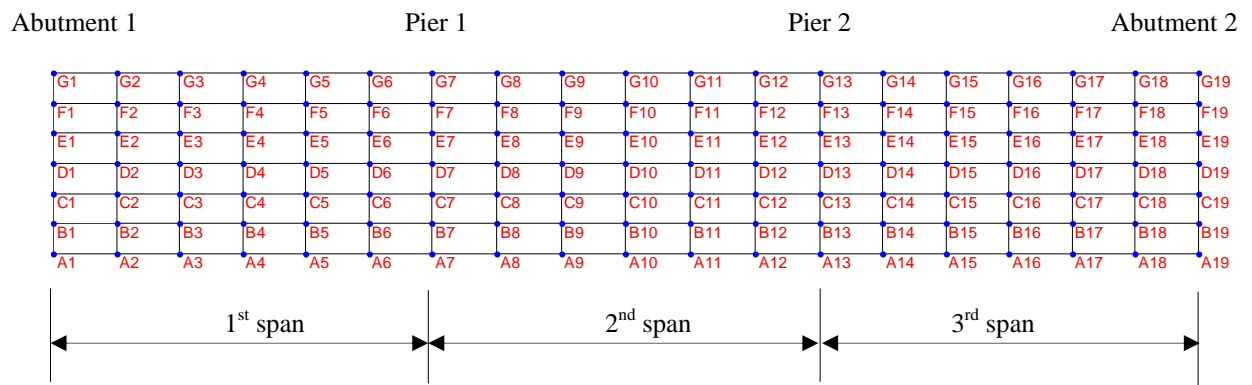 Abutment 1 Pier 1 Pier 2 Abutment 2
G1 G2 G3 G4 G5 G6 G7 G8 G9 G10 G11 G12 G13 G14 G15 G16 G17 G18 G19
F1 F2 F3 F4 F5 F6 F7 F8 F9 F10 F11 F12 F13 F14 F15 F16 F17 F18 F19
E1 E2 E3 E4 E5 E6 E7 E8 E9 E10 E11 E12 E13 E14 E15 E16 E17 E18 E19
D1 D2 D3 D4 D5 D6 D7 D8 D9 D10 D11 D12 D13 D14 D15 D16 D17 D18 D19
C1 C2 C3 C4 C5 C6 C7 C8 C9 C10 C11 C12 C13 C14 C15 C16 C17 C18 C19
B1 B2 B3 B4 B5 B6 B7 B8 B9 B10 B11 B12 B13 B14 B15 B16 B17 B18 B19
A1 A2 A3 A4 A5 A6 A7 A8 A9 A10 A11 A12 A13 A14 A15 A16 A17 A18 A19
1st span 2nd span 3rd span